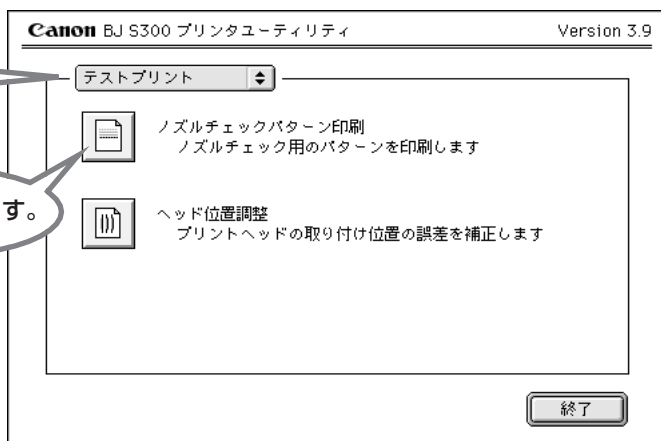 Canon BJ S300 プリンタユーティリティ Version 3.9
テストプリント
ノズルチェックパターン印刷
ノズルチェック用のパターンを印刷します
す。
ヘッド位置調整
プリントヘッドの取り付け位置の誤差を補正します
終了